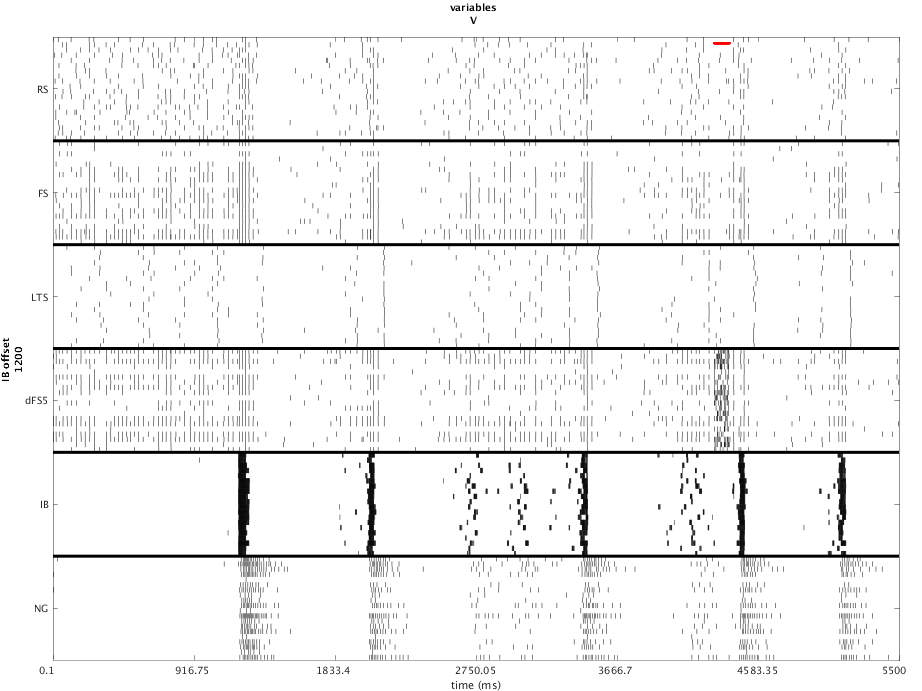 variables
V
RS
FS
LTS
IB offset
1200
dFS5
IB
NG
0.1 916.75 1833.4 2750.05 3666.7 4583.35 5500
time (ms)